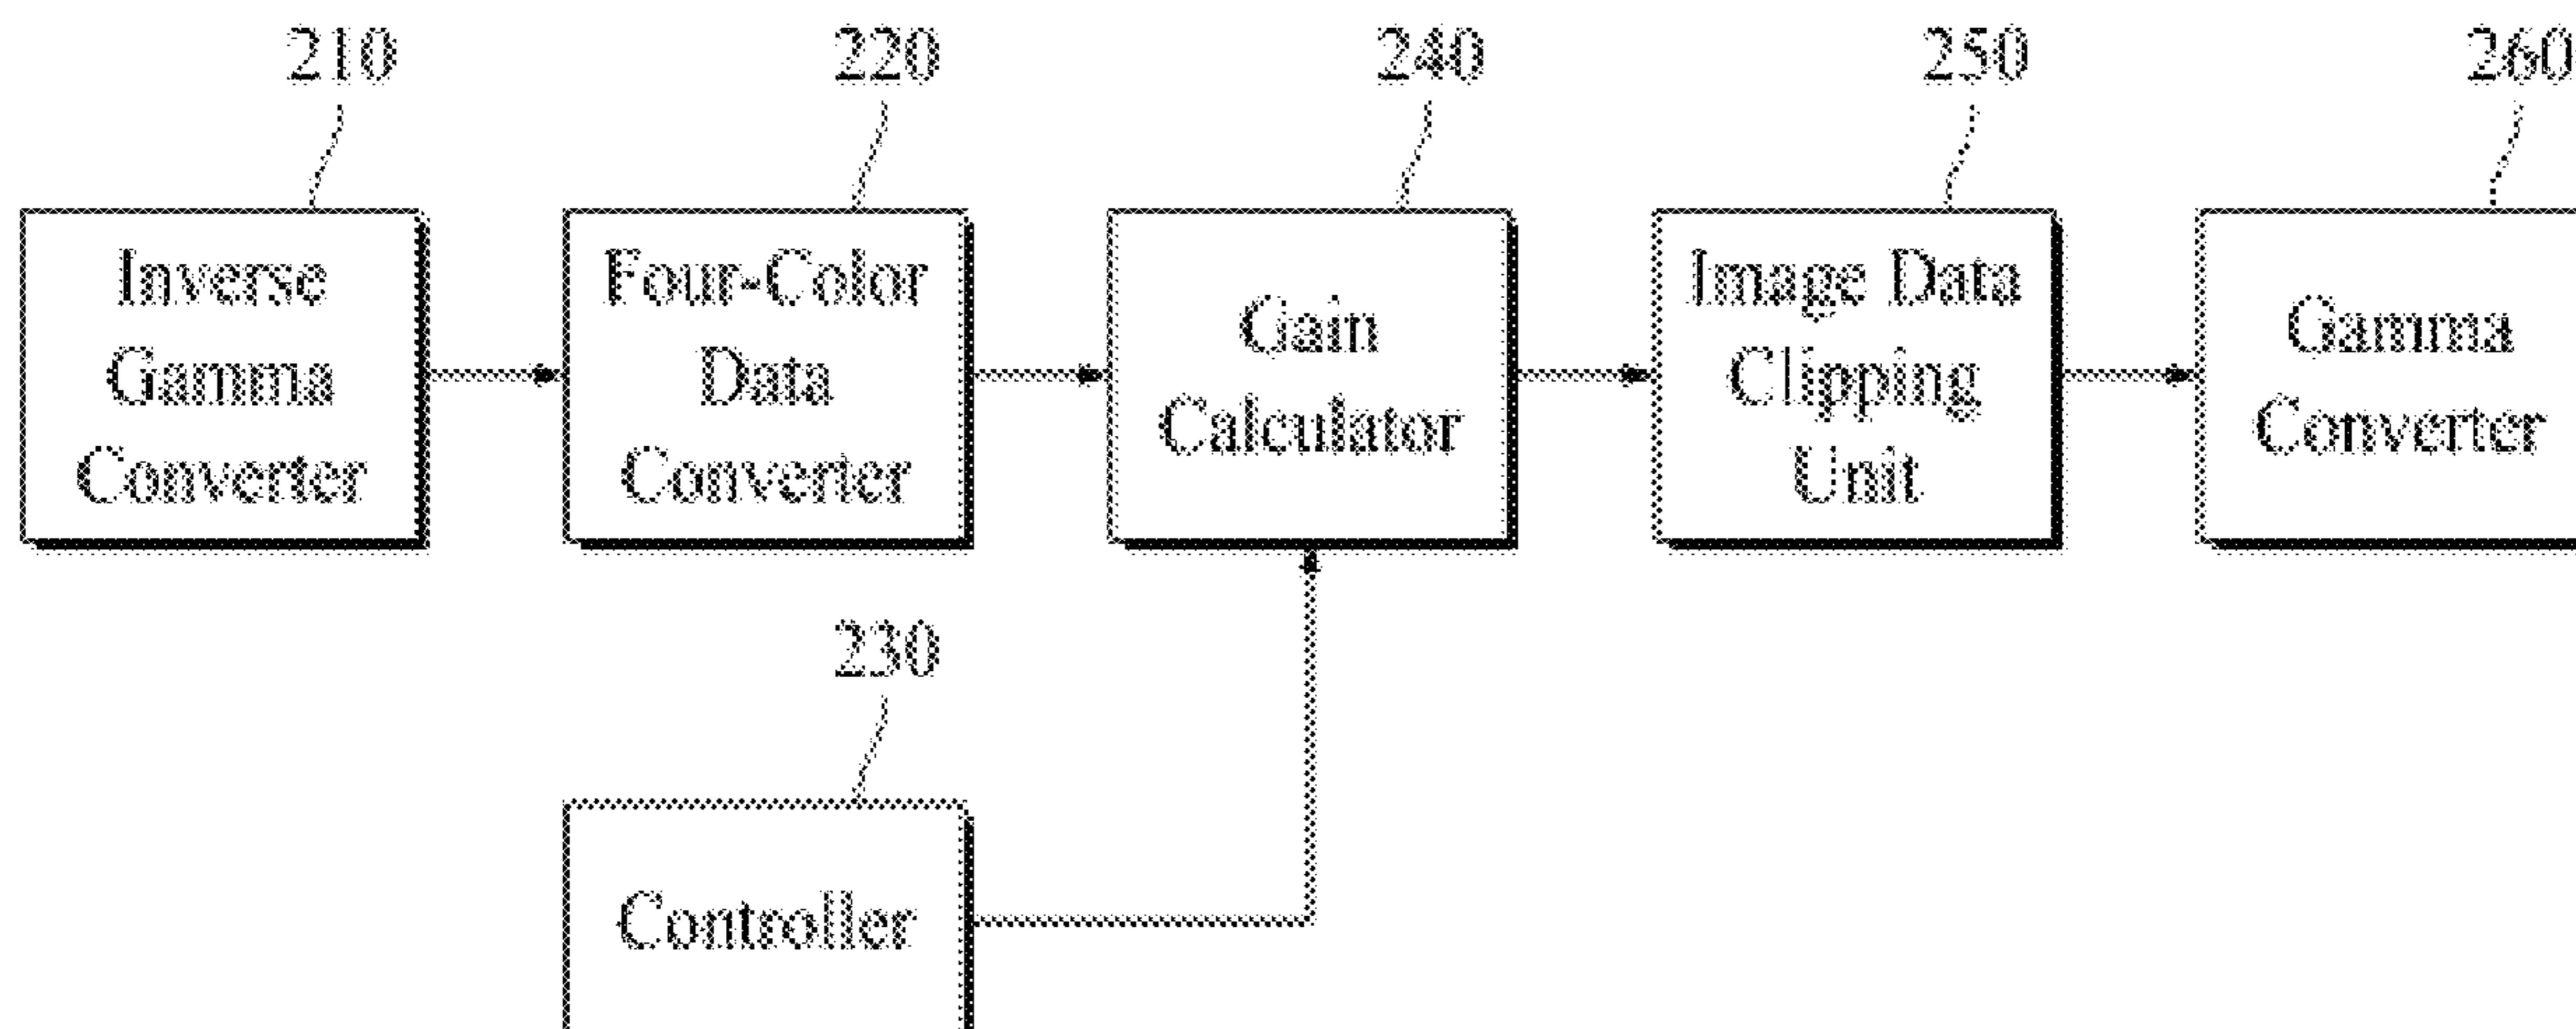 210
220
240
250
260
Inverse
Gamma
Converter
Four-Color
Data
Converter
Gain
Calculator
Image Data
Clipping
Unit
Gamma
Converter
230
Controller